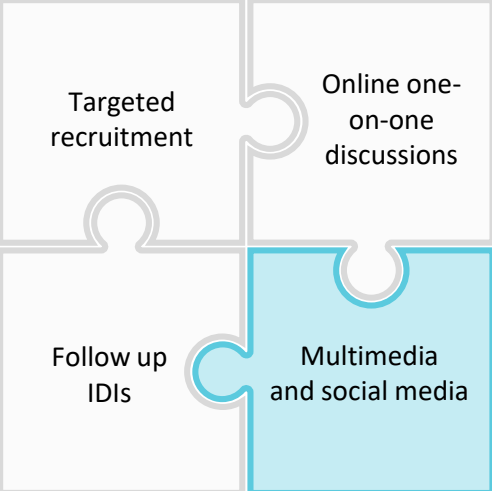 Targeted
recruitment
Online one-
on-one
discussions
Follow up
IDIs
Multimedia
and social media